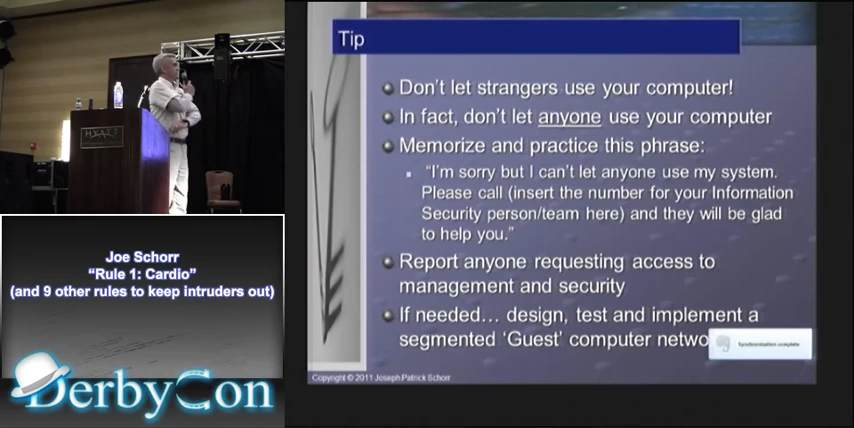 HYATT
Joe Schorr
“Rule 1: Cardio”
(and 9 other rules to keep intruders out)
DerbyCon
Tip
Don’t let strangers use your computer!
In fact, don’t let anyone use your computer
Memorize and practice this phrase:
“I’m sorry but I can’t let anyone use my system.
Please call (insert the number for your Information
Security person/team here) and they will be glad
to help you.”
Report anyone requesting access to
management and security
If needed… design, test and implement a
segmented ‘Guest’ computer netwo
Synchronization complete
Copyright © 2011 Joseph Patrick Schorr